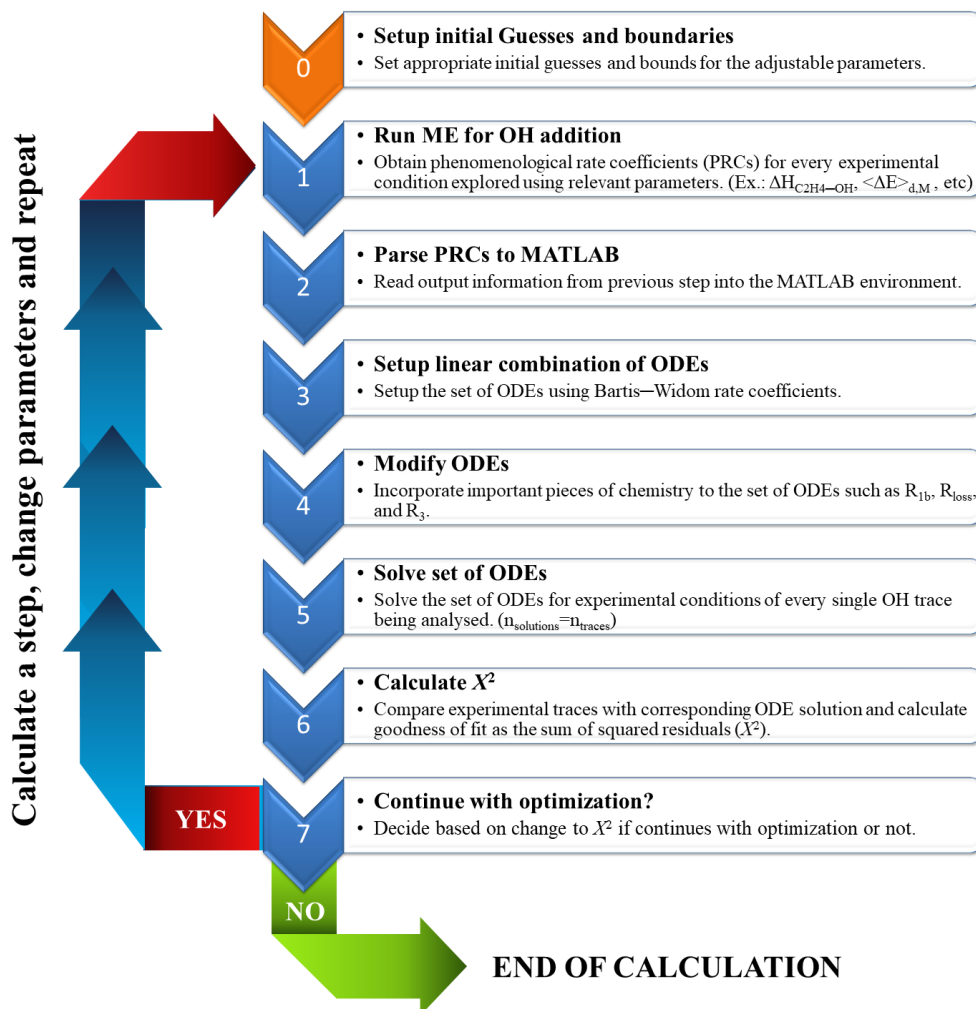 Calculate a step, change parameters and repeat
0
• Setup initial Guesses and boundaries
• Set appropriate initial guesses and bounds for the adjustable parameters.
1
• Run ME for OH addition
• Obtain phenomenological rate coefficients (PRCs) for every experimental
condition explored using relevant parameters. (Ex.: ΔH_C2H4—OH, <ΔE>_d,M , etc)
2
• Parse PRCs to MATLAB
• Read output information from previous step into the MATLAB environment.
3
• Setup linear combination of ODEs
• Setup the set of ODEs using Bartis—Widom rate coefficients.
4
• Modify ODEs
• Incorporate important pieces of chemistry to the set of ODEs such as R_1b, R_loss,
and R_3.
5
• Solve set of ODEs
• Solve the set of ODEs for experimental conditions of every single OH trace
being analysed. (n_solutions=n_traces)
6
• Calculate X²
• Compare experimental traces with corresponding ODE solution and calculate
goodness of fit as the sum of squared residuals (X²).
7
• Continue with optimization?
• Decide based on change to X² if continues with optimization or not.
YES
NO
END OF CALCULATION